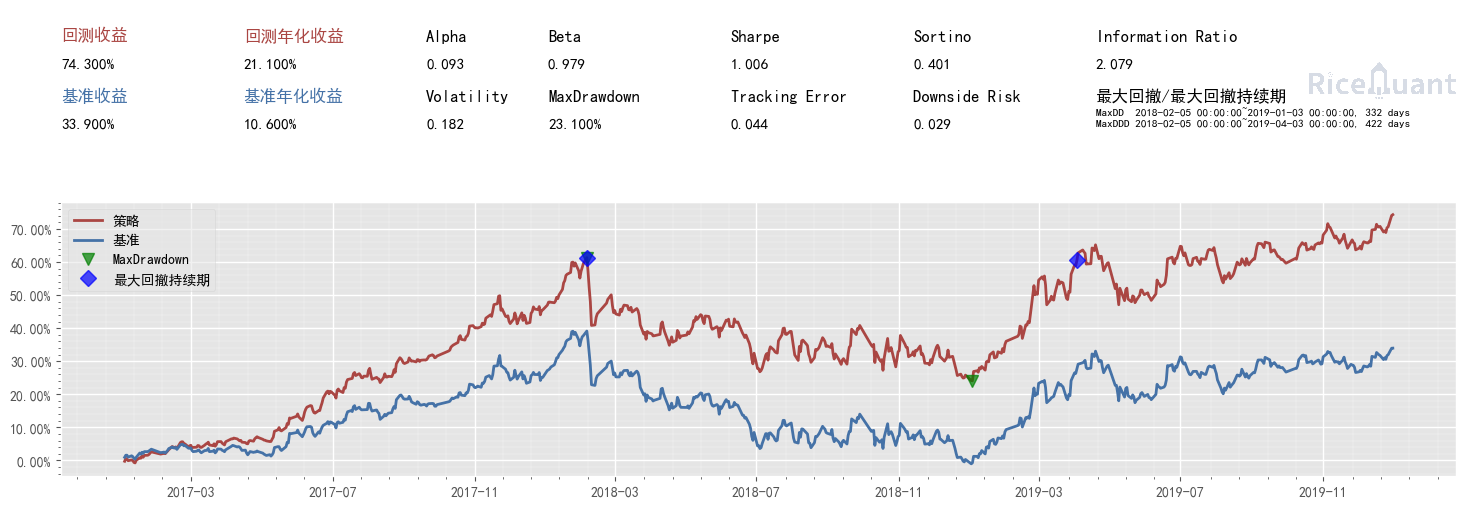 回测收益 回测年化收益 Alpha Beta Sharpe Sortino Information Ratio
74.300% 21.100% 0.093 0.979 1.006 0.401 2.079
RiceQuant
基准收益 基准年化收益 Volatility MaxDrawdown Tracking Error Downside Risk 最大回撤/最大回撤持续期
33.900% 10.600% 0.182 23.100% 0.044 0.029
MaxDD 2018-02-05 00:00:00~2019-01-03 00:00:00, 332 days
MaxDDD 2018-02-05 00:00:00~2019-04-03 00:00:00, 422 days
策略
基准
MaxDrawdown
最大回撤持续期
70.00%
60.00%
50.00%
40.00%
30.00%
20.00%
10.00%
0.00%
2017-03 2017-07 2017-11 2018-03 2018-07 2018-11 2019-03 2019-07 2019-11